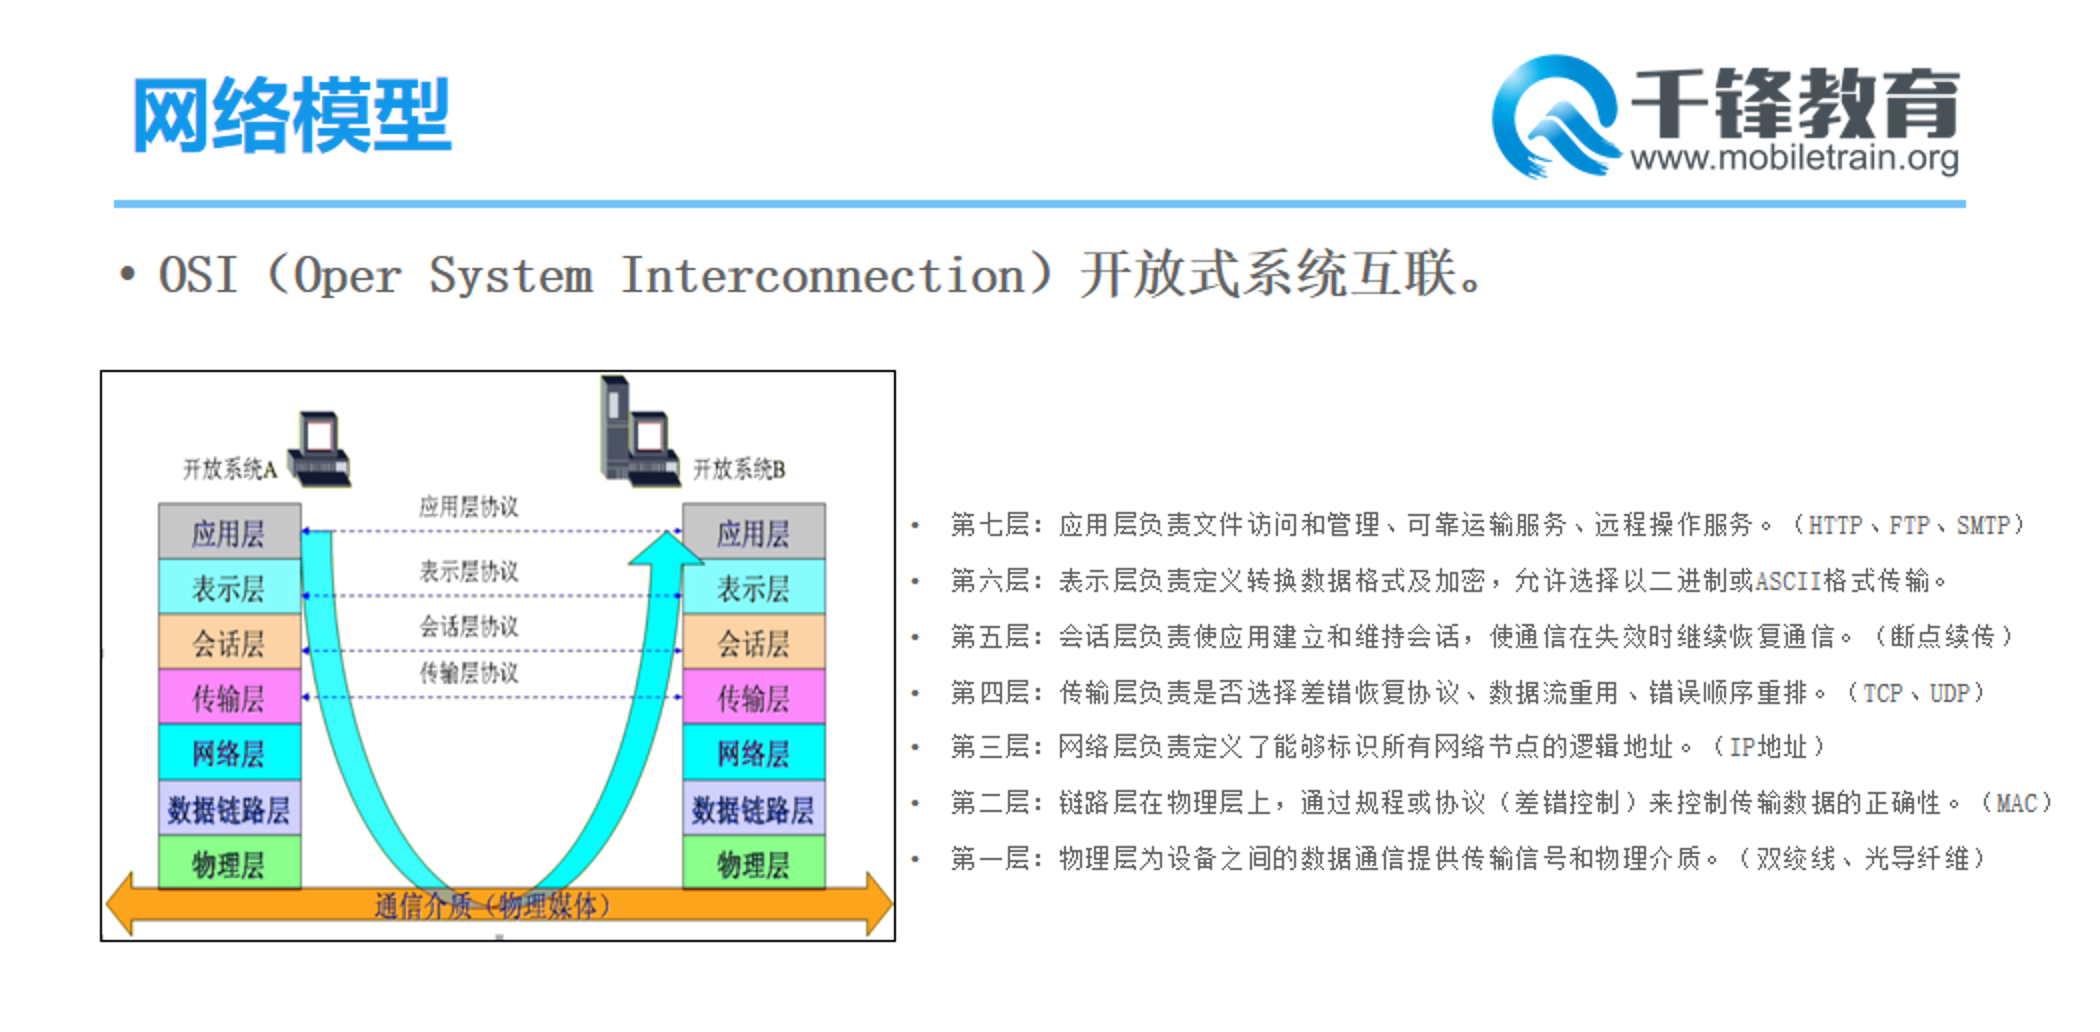 网络模型
千锋教育
www.mobiletrain.org
• OSI（Oper System Interconnection）开放式系统互联。
开放系统A
开放系统B
应用层
应用层协议
应用层
表示层
表示层协议
表示层
会话层
会话层协议
会话层
传输层
传输层协议
传输层
网络层
网络层
数据链路层
数据链路层
物理层
物理层
通信介质（物理媒体）
• 第七层：应用层负责文件访问和管理、可靠运输服务、远程操作服务。（HTTP、FTP、SMTP）
• 第六层：表示层负责定义转换数据格式及加密，允许选择以二进制或ASCII格式传输。
• 第五层：会话层负责使应用建立和维持会话，使通信在失效时继续恢复通信。（断点续传）
• 第四层：传输层负责是否选择差错恢复协议、数据流重用、错误顺序重排。（TCP、UDP）
• 第三层：网络层负责定义了能够标识所有网络节点的逻辑地址。（IP地址）
• 第二层：链路层在物理层上，通过规程或协议（差错控制）来控制传输数据的正确性。（MAC）
• 第一层：物理层为设备之间的数据通信提供传输信号和物理介质。（双绞线、光导纤维）